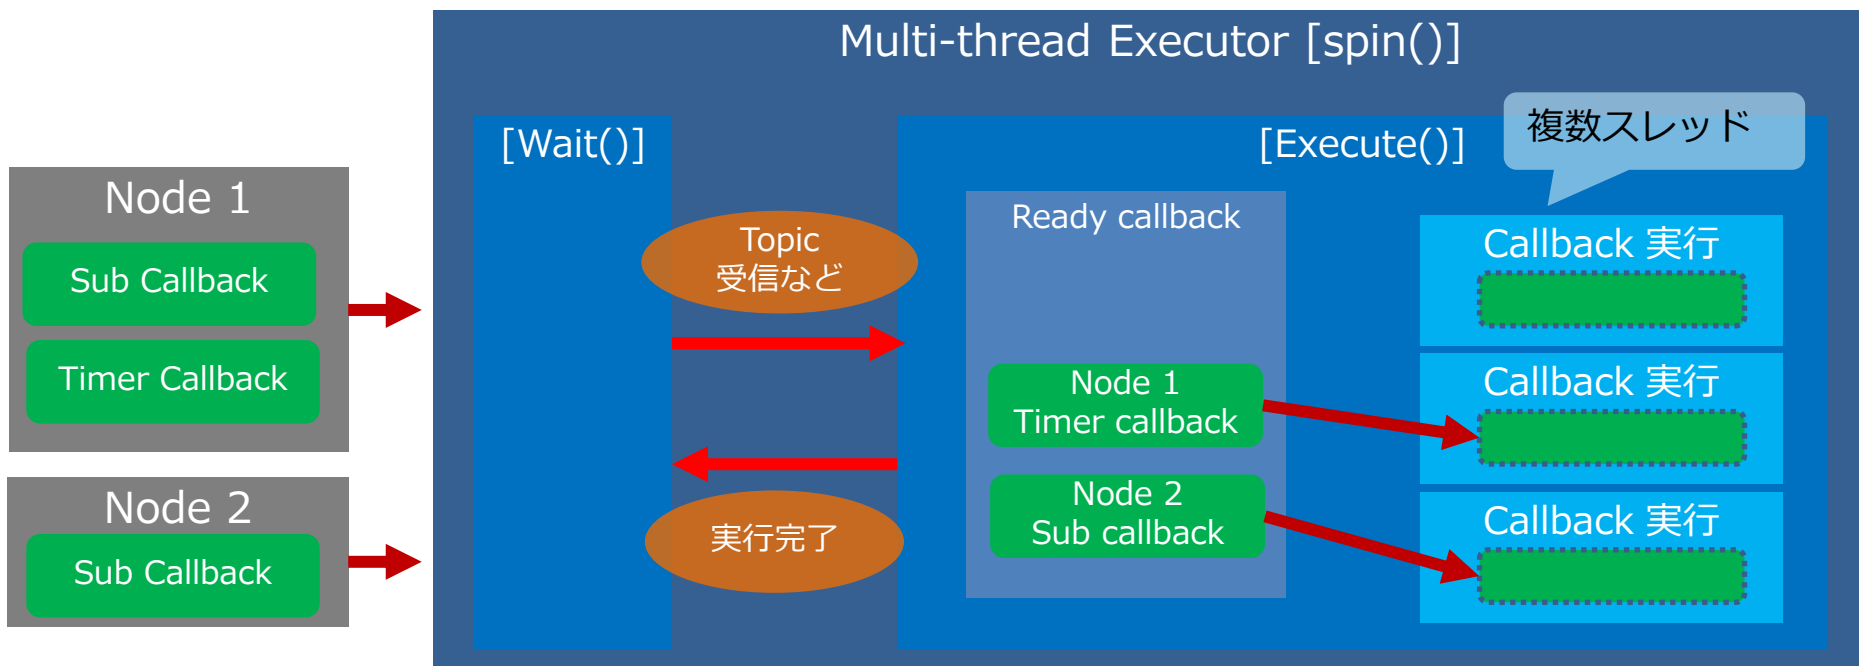 Multi-thread Executor [spin()]
Node 1
Sub Callback
Timer Callback
Node 2
Sub Callback
[Wait()]
Topic
受信など
実行完了
[Execute()]
複数スレッド
Ready callback
Node 1
Timer callback
Node 2
Sub callback
Callback 実行
Callback 実行
Callback 実行